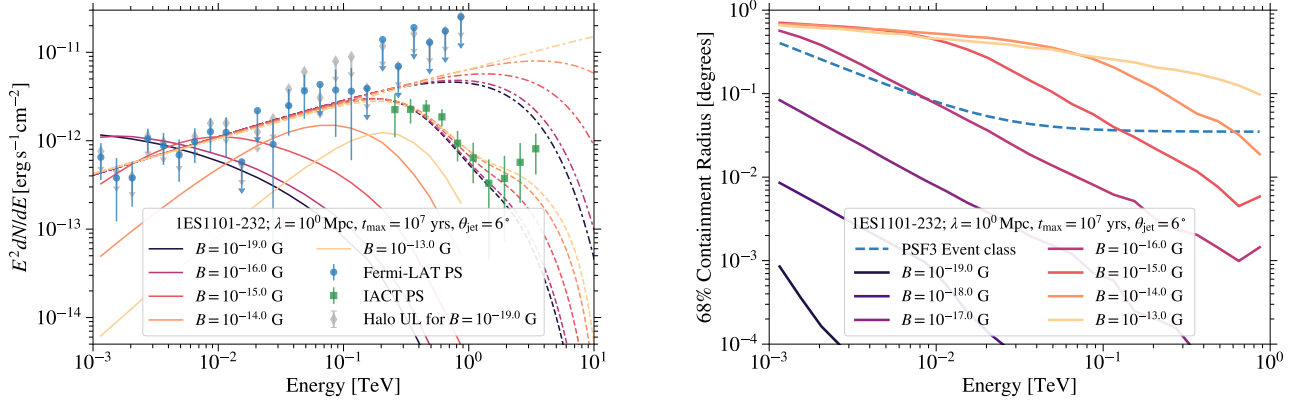 E² dN/dE [erg s⁻¹ cm⁻²]
10⁻¹¹
10⁻¹²
10⁻¹³
10⁻¹⁴
1ES1101-232; λ = 10⁰ Mpc, t_max = 10⁷ yrs, θ_jet = 6°
B = 10⁻¹⁹·⁰ G
B = 10⁻¹⁶·⁰ G
B = 10⁻¹⁵·⁰ G
B = 10⁻¹⁴·⁰ G
B = 10⁻¹³·⁰ G
Fermi-LAT PS
IACT PS
Halo UL for B = 10⁻¹⁹·⁰ G
10⁻³ 10⁻² 10⁻¹ 10⁰ 10¹
Energy [TeV]
68% Containment Radius [degrees]
10⁰
10⁻¹
10⁻²
10⁻³
10⁻⁴
1ES1101-232; λ = 10⁰ Mpc, t_max = 10⁷ yrs, θ_jet = 6°
PSF3 Event class
B = 10⁻¹⁹·⁰ G
B = 10⁻¹⁸·⁰ G
B = 10⁻¹⁷·⁰ G
B = 10⁻¹⁶·⁰ G
B = 10⁻¹⁵·⁰ G
B = 10⁻¹⁴·⁰ G
B = 10⁻¹³·⁰ G
10⁻³ 10⁻² 10⁻¹ 10⁰
Energy [TeV]